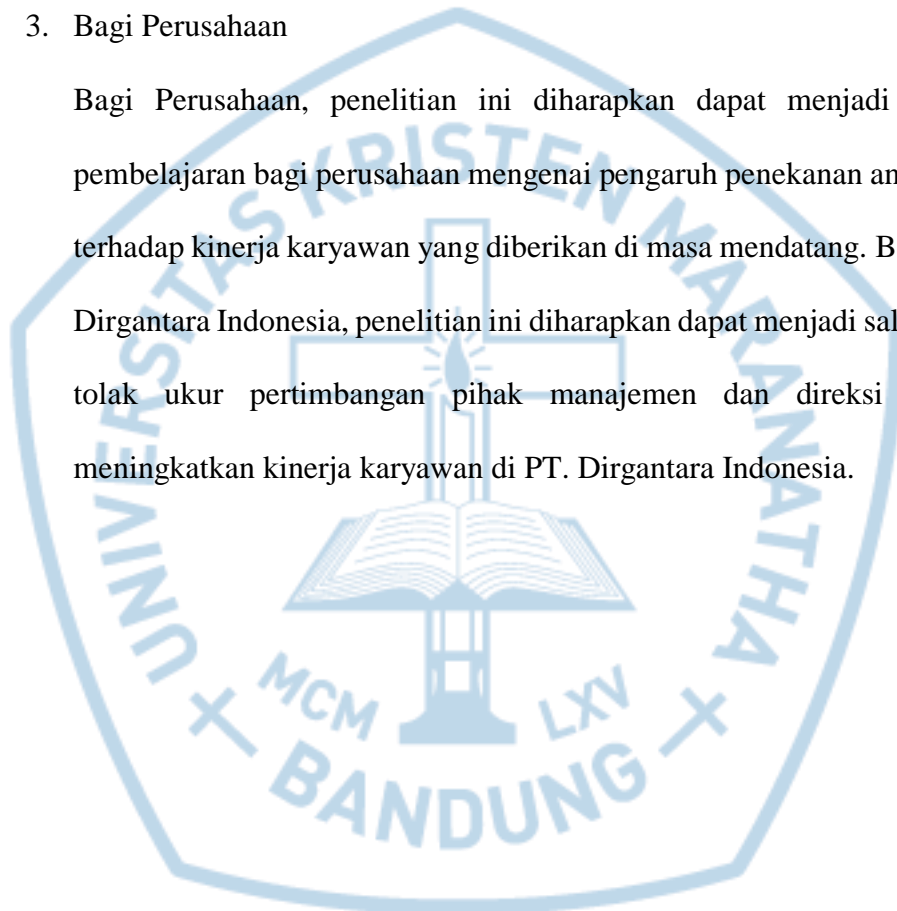 3. Bagi Perusahaan
Bagi Perusahaan, penelitian ini diharapkan dapat menjadi
pembelajaran bagi perusahaan mengenai pengaruh penekanan
terhadap kinerja karyawan yang diberikan di masa mendatang.
Dirgantara Indonesia, penelitian ini diharapkan dapat menjadi
tolak ukur pertimbangan pihak manajemen dan direksi
meningkatkan kinerja karyawan di PT. Dirgantara Indonesia.
UNIVERSITAS KRISTEN MARANATHA
MCM LXV
BANDUNG